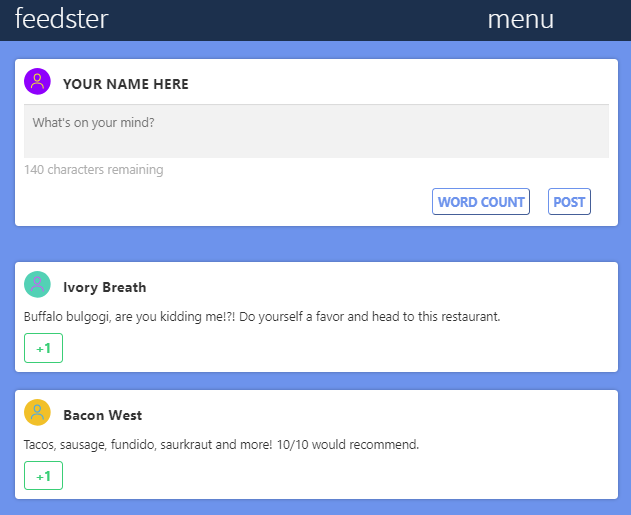 feedster menu
YOUR NAME HERE
What's on your mind?
140 characters remaining
WORD COUNT POST
Ivory Breath
Buffalo bulgogi, are you kidding me!?! Do yourself a favor and head to this restaurant.
+1
Bacon West
Tacos, sausage, fundido, saurkraut and more! 10/10 would recommend.
+1